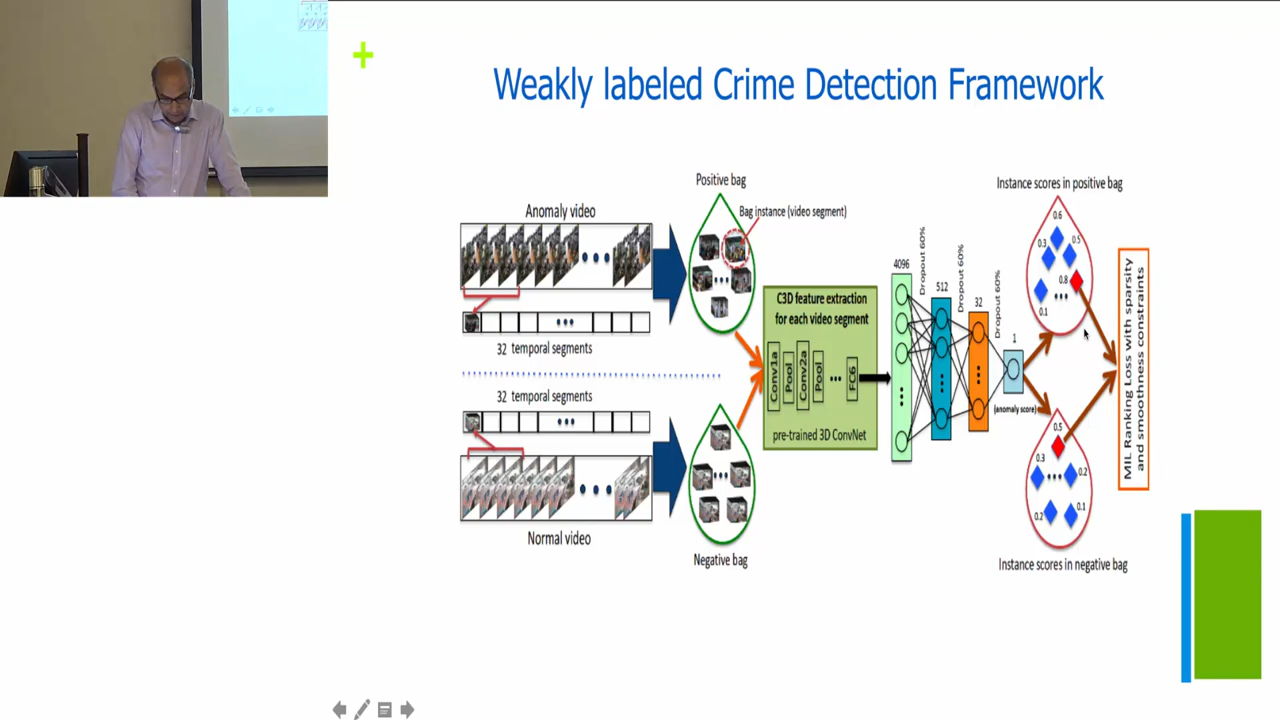 +
Weakly labeled Crime Detection Framework
Anomaly video
32 temporal segments
32 temporal segments
Normal video
Positive bag
Bag instance (video segment)
Negative bag
C3D feature extraction
for each video segment
Conv1a
Pool
Conv2a
Pool
FC6
pre-trained 3D ConvNet
4096
Dropout 60%
512
Dropout 60%
32
Dropout 60%
1
(anomaly score)
Instance scores in positive bag
0.6
0.3
0.5
0.8
0.1
0.5
0.3
0.2
0.2
0.1
Instance scores in negative bag
MIL Ranking Loss with sparsity
and smoothness constraints